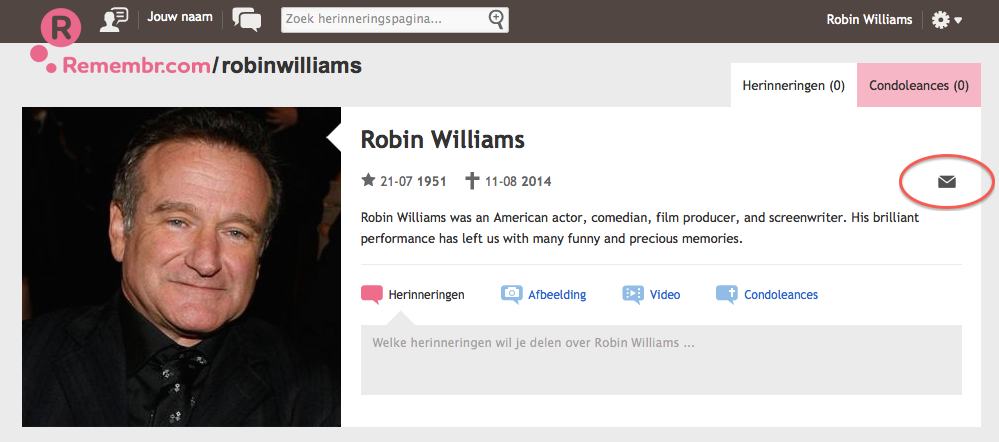 R
Jouw naam
Zoek herinneringspagina...
Robin Williams
Remembr.com/robinwilliams
Herinneringen (0)
Condoleances (0)
Robin Williams
21-07 1951
11-08 2014
Robin Williams was an American actor, comedian, film producer, and screenwriter. His brilliant
performance has left us with many funny and precious memories.
Herinneringen
Afbeelding
Video
Condoleances
Welke herinneringen wil je delen over Robin Williams ...